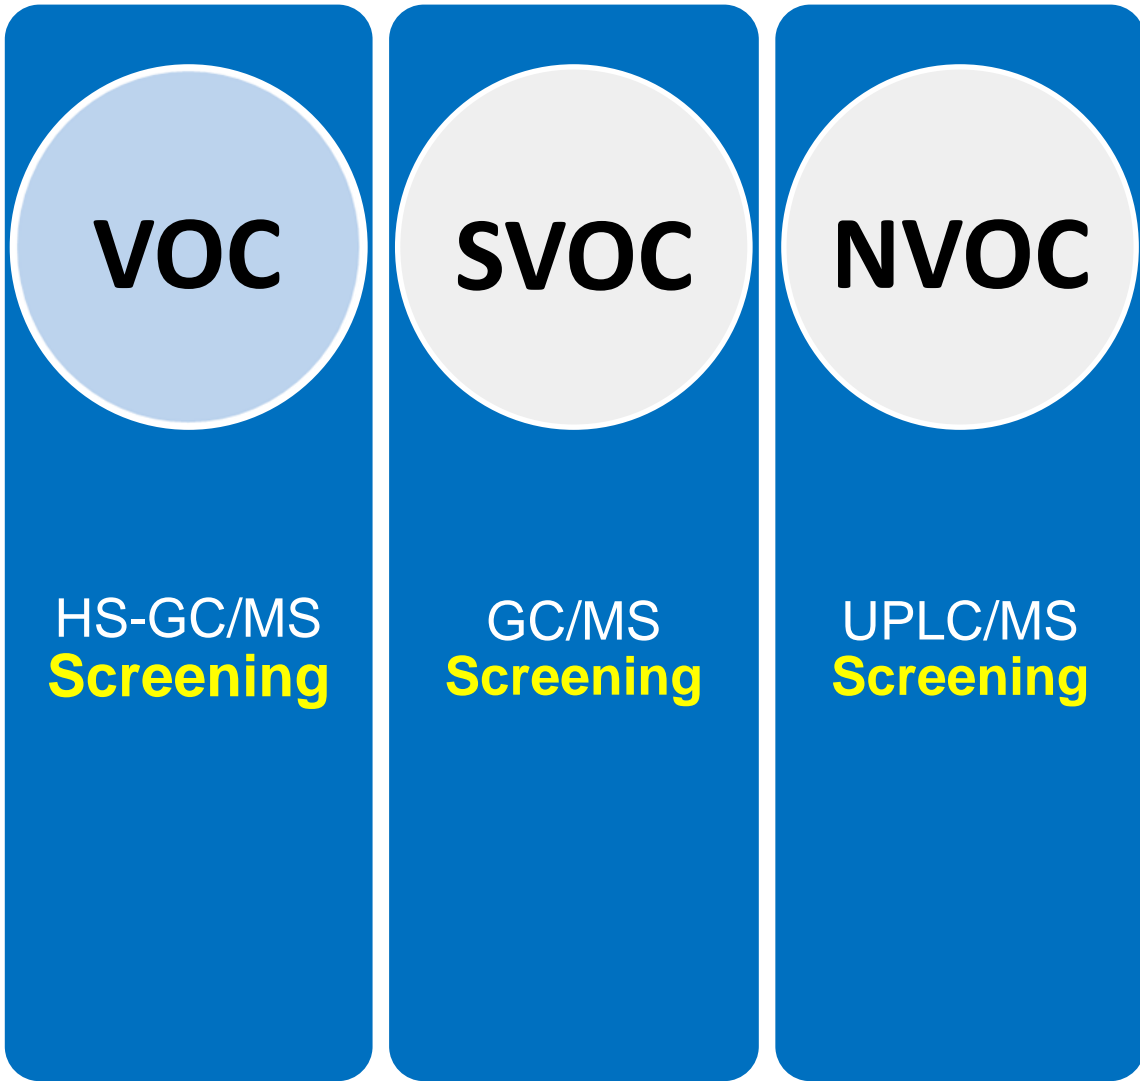 VOC
HS-GC/MS
Screening
SVOC
GC/MS
Screening
NVOC
UPLC/MS
Screening